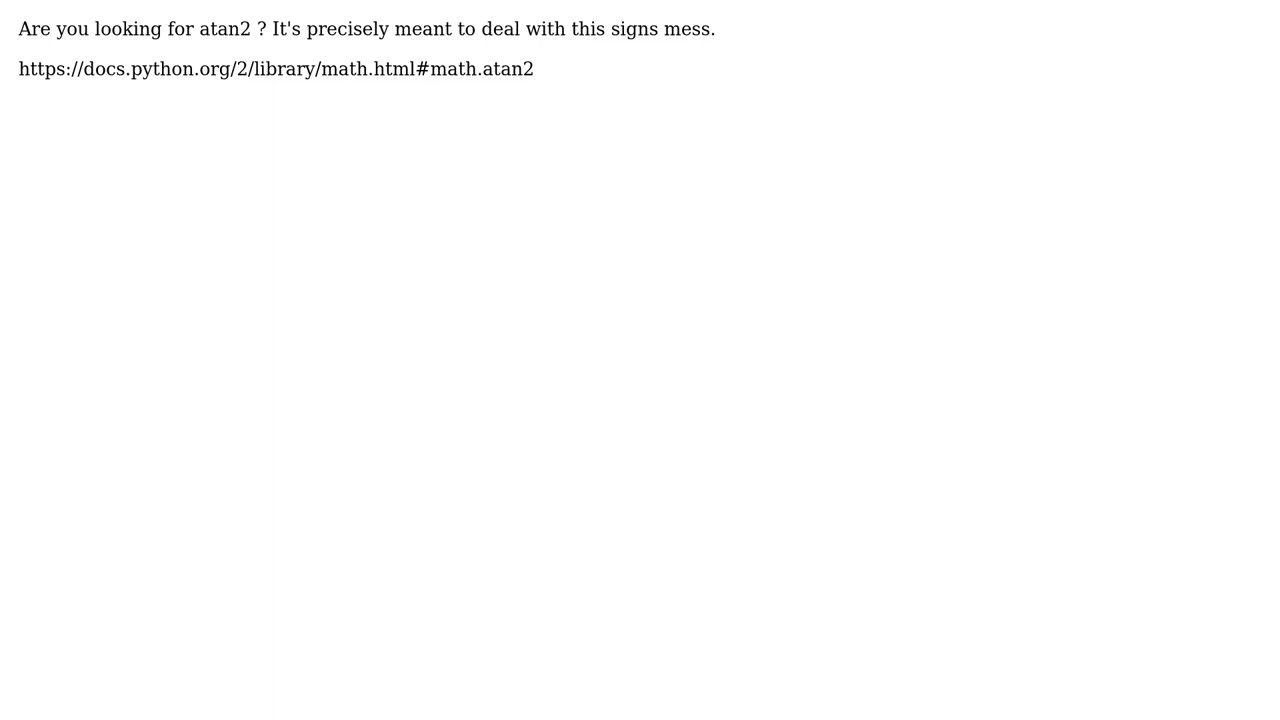 Are you looking for atan2 ? It's precisely meant to deal with this signs mess.
https://docs.python.org/2/library/math.html#math.atan2